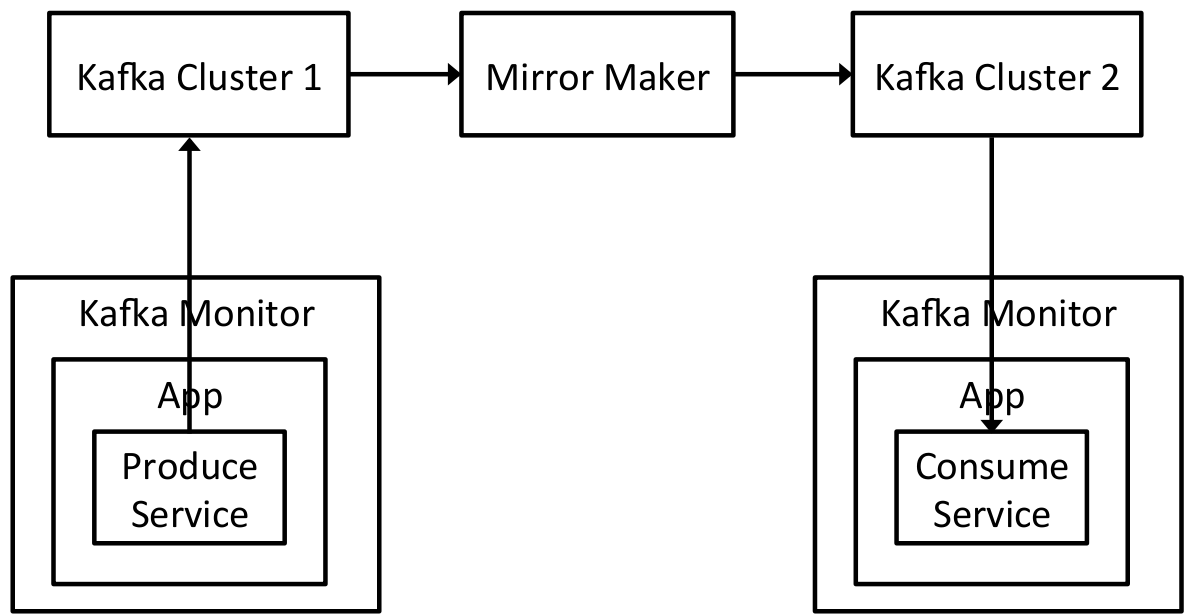 Kafka Cluster 1
Mirror Maker
Kafka Cluster 2
Kafka Monitor
App
Produce
Service
Kafka Monitor
App
Consume
Service